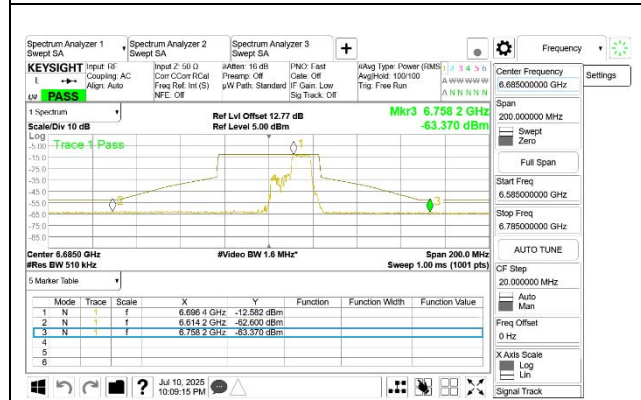 Spectrum Analyzer 1
Swept SA
Spectrum Analyzer 2
Swept SA
Spectrum Analyzer 3
Swept SA
+
Frequency
KEYSIGHT
Input: RF
Coupling: AC
Align: Auto
Input Z: 50 Ω
Corr CCorr RCal
Freq Ref: Int (S)
NFE: Off
#Atten: 16 dB
Preamp: Off
µW Path: Standard
PNO: Fast
Gate: Off
IF Gain: Low
Sig Track: Off
#Avg Type: Power (RMS
Avg|Hold: 100/100
Trig: Free Run
1 2 3 4 5 6
A W W W W W
A N N N N N
L
PASS
1 Spectrum
Scale/Div 10 dB
Log
Ref Lvl Offset 12.77 dB
Ref Level 5.00 dBm
Mkr3 6.758 2 GHz
-63.370 dBm
Trace 1 Pass
-5.00
-15.0
-25.0
-35.0
-45.0
-55.0
-65.0
-75.0
-85.0
1
2
3
Center 6.6850 GHz
#Res BW 510 kHz
#Video BW 1.6 MHz*
Span 200.0 MHz
Sweep 1.00 ms (1001 pts)
5 Marker Table
Mode Trace Scale X Y Function Function Width Function Value
1 N 1 f 6.696 4 GHz -12.582 dBm
2 N 1 f 6.614 2 GHz -62.600 dBm
3 N 1 f 6.758 2 GHz -63.370 dBm
4
5
6
?
Jul 10, 2025
10:09:15 PM
Center Frequency
6.685000000 GHz
Settings
Span
200.000000 MHz
Swept
Zero
Full Span
Start Freq
6.585000000 GHz
Stop Freq
6.785000000 GHz
AUTO TUNE
CF Step
20.000000 MHz
Auto
Man
Freq Offset
0 Hz
X Axis Scale
Log
Lin
Signal Track